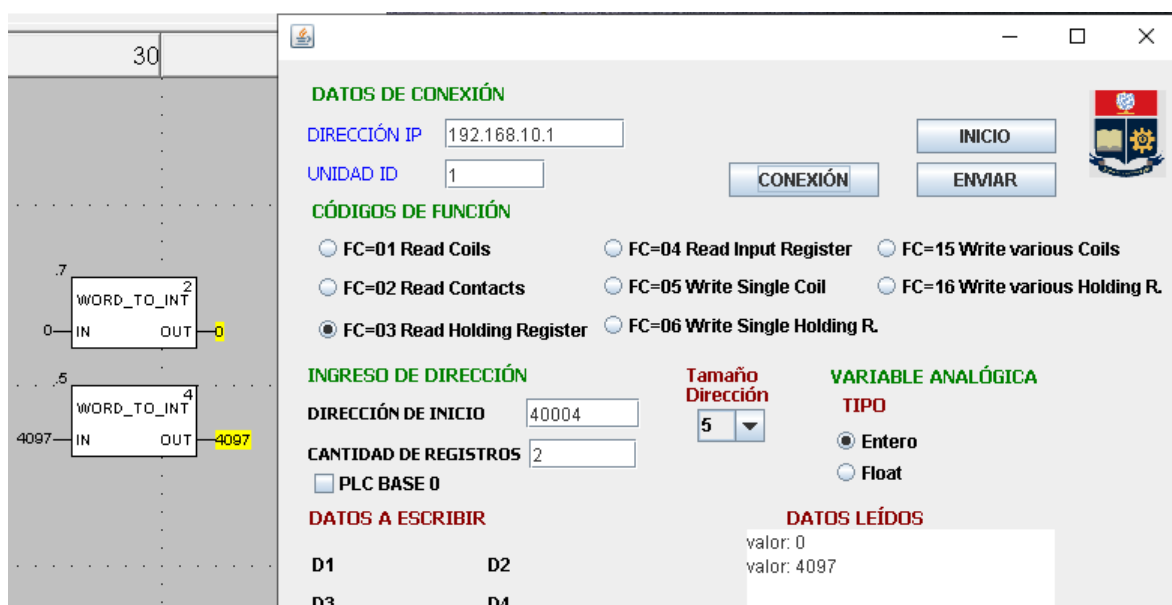 30
.7
2
WORD_TO_INT
0 IN OUT 0
.5
4
WORD_TO_INT
4097 IN OUT 4097
DATOS DE CONEXIÓN
DIRECCIÓN IP 192.168.10.1
INICIO
UNIDAD ID 1
CONEXIÓN ENVIAR
CÓDIGOS DE FUNCIÓN
FC=01 Read Coils FC=04 Read Input Register FC=15 Write various Coils
FC=02 Read Contacts FC=05 Write Single Coil FC=16 Write various Holding R.
FC=03 Read Holding Register FC=06 Write Single Holding R.
INGRESO DE DIRECCIÓN
Tamaño
Dirección
5
VARIABLE ANALÓGICA
TIPO
DIRECCIÓN DE INICIO 40004
Entero
CANTIDAD DE REGISTROS 2
Float
PLC BASE 0
DATOS A ESCRIBIR
DATOS LEÍDOS
valor: 0
valor: 4097
D1 D2
D3 D4